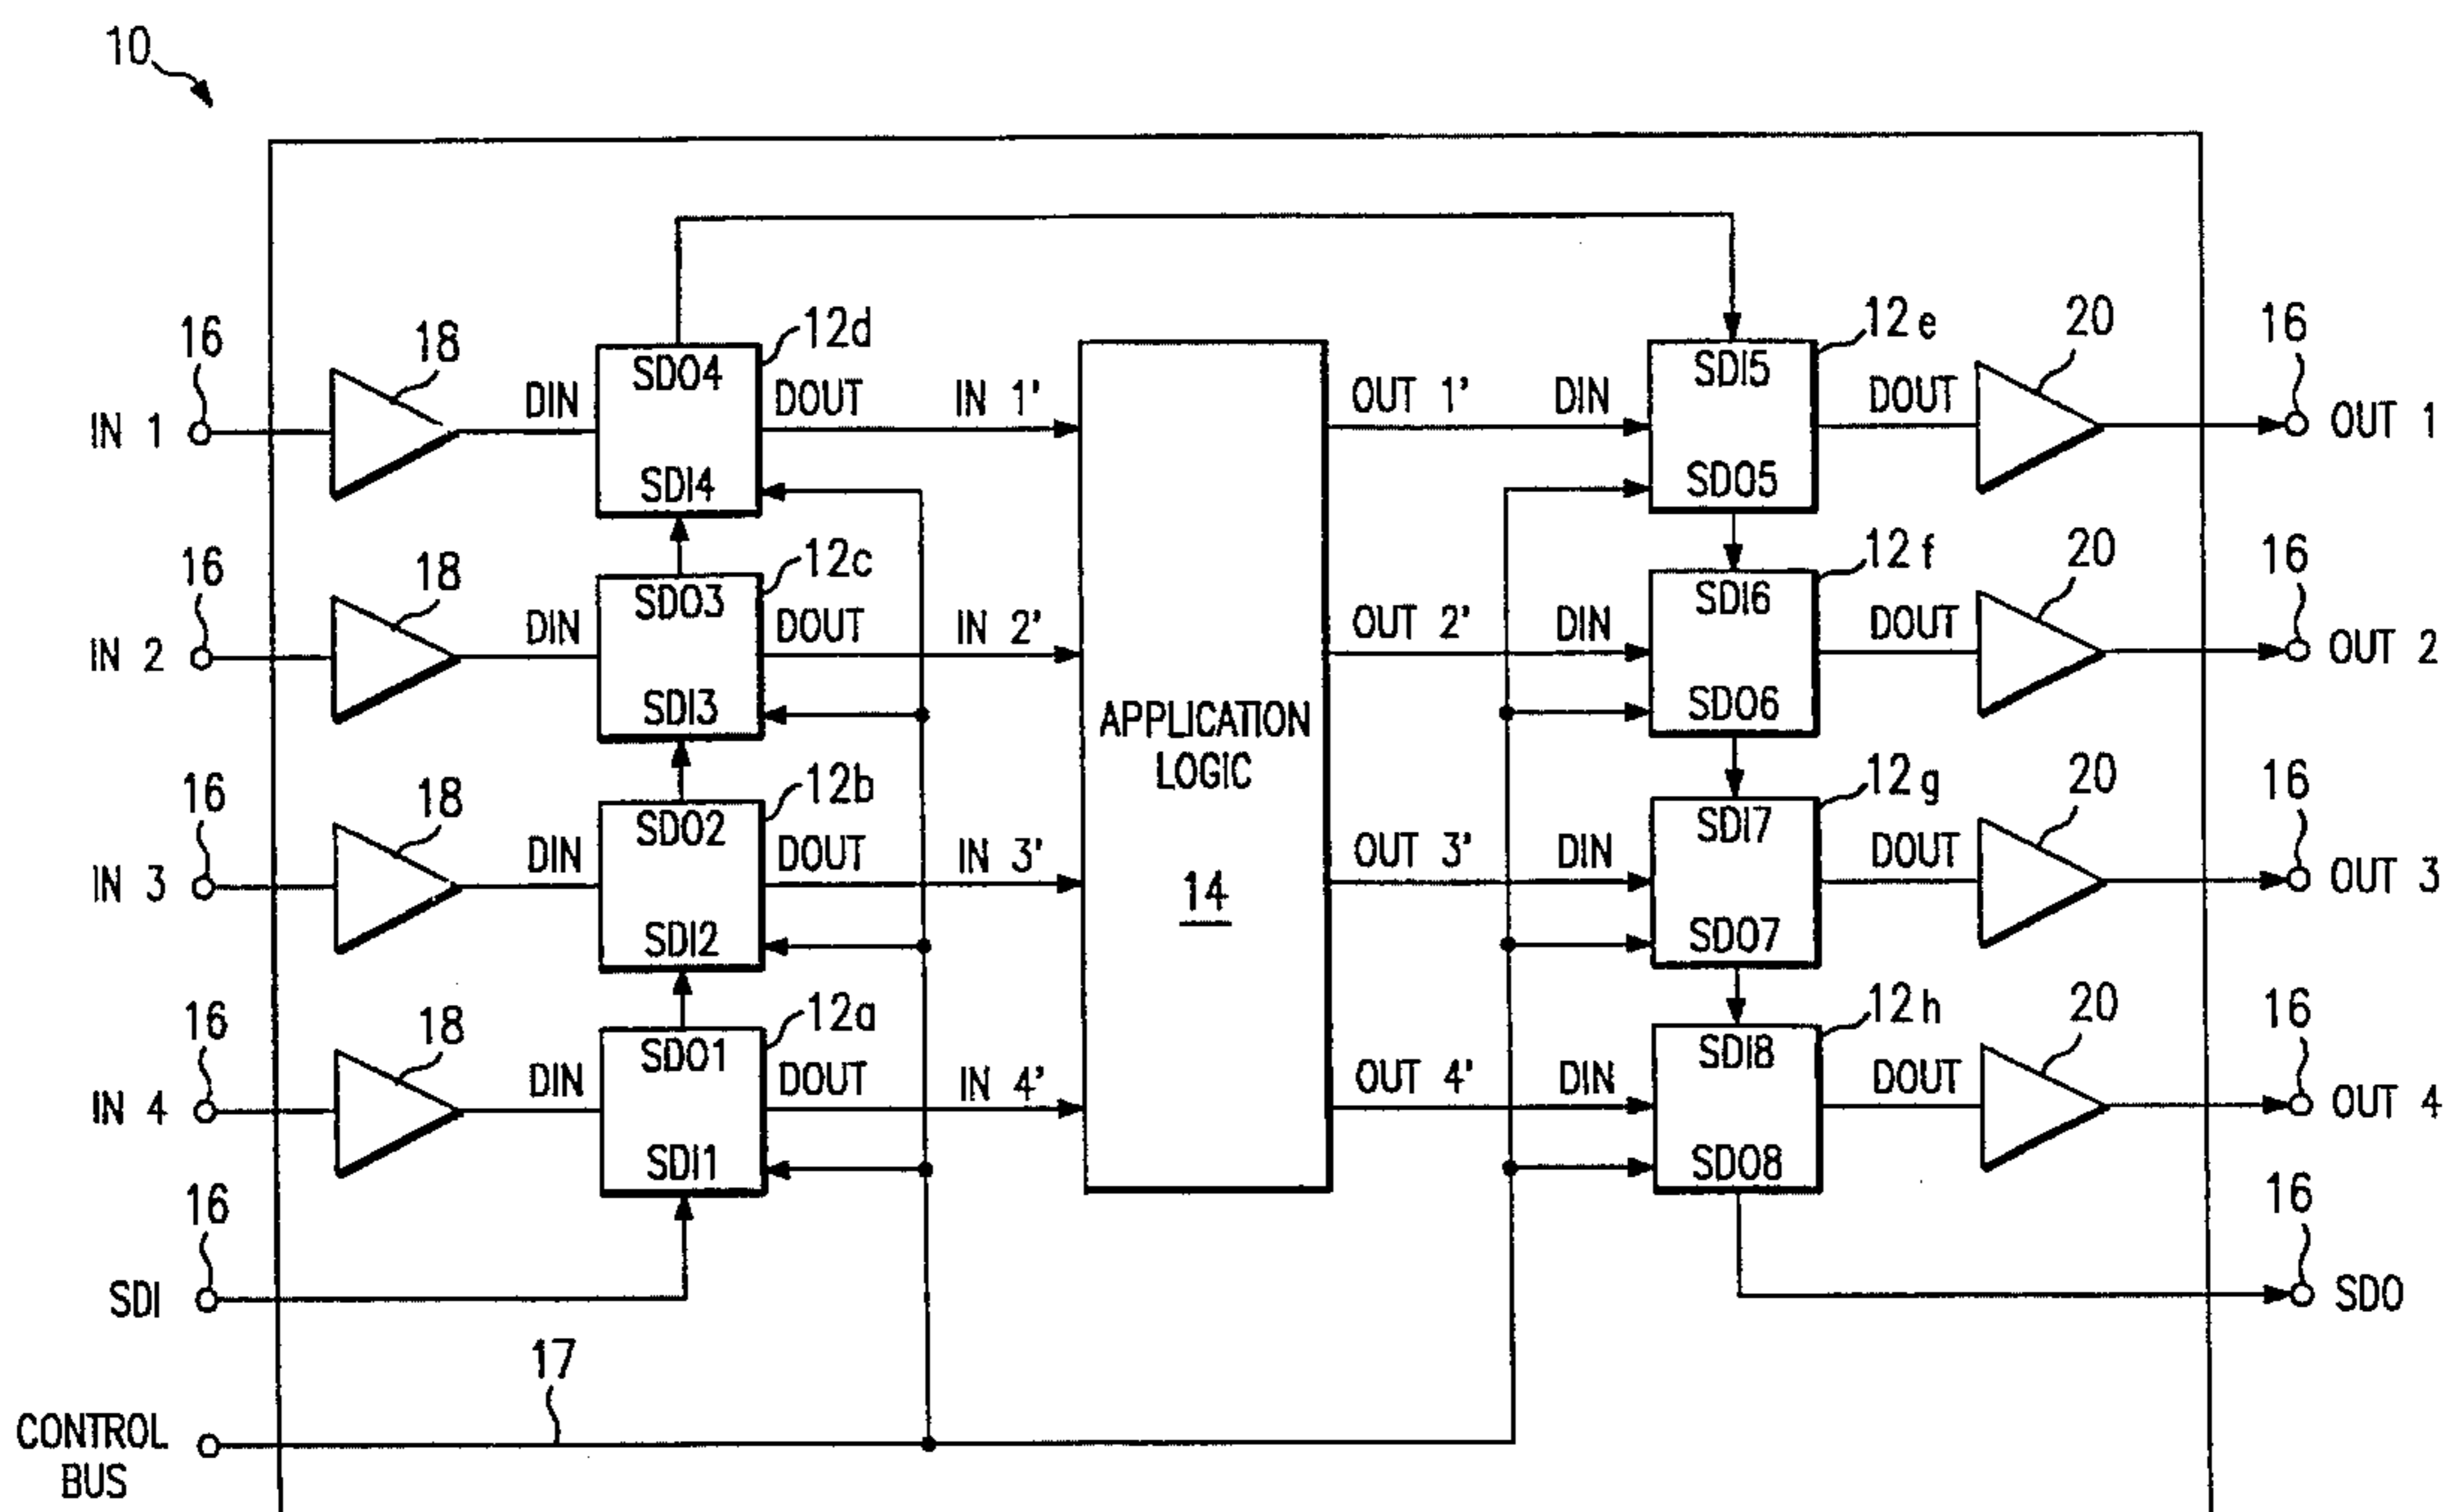 10
16 18 SDO4 12d SDI5 12e 20 16
IN 1 DIN DOUT IN 1' OUT 1' DIN DOUT OUT 1
SDI4 SDO5
16 18 SDO3 12c SDI6 12f 20 16
IN 2 DIN DOUT IN 2' OUT 2' DIN DOUT OUT 2
SDI3 SDO6
APPLICATION
LOGIC
14
16 18 SDO2 12b SDI7 12g 20 16
IN 3 DIN DOUT IN 3' OUT 3' DIN DOUT OUT 3
SDI2 SDO7
16 18 SDO1 12a SDI8 12h 20 16
IN 4 DIN DOUT IN 4' OUT 4' DIN DOUT OUT 4
SDI1 SDO8
16 16
SDI SDO
17
CONTROL
BUS